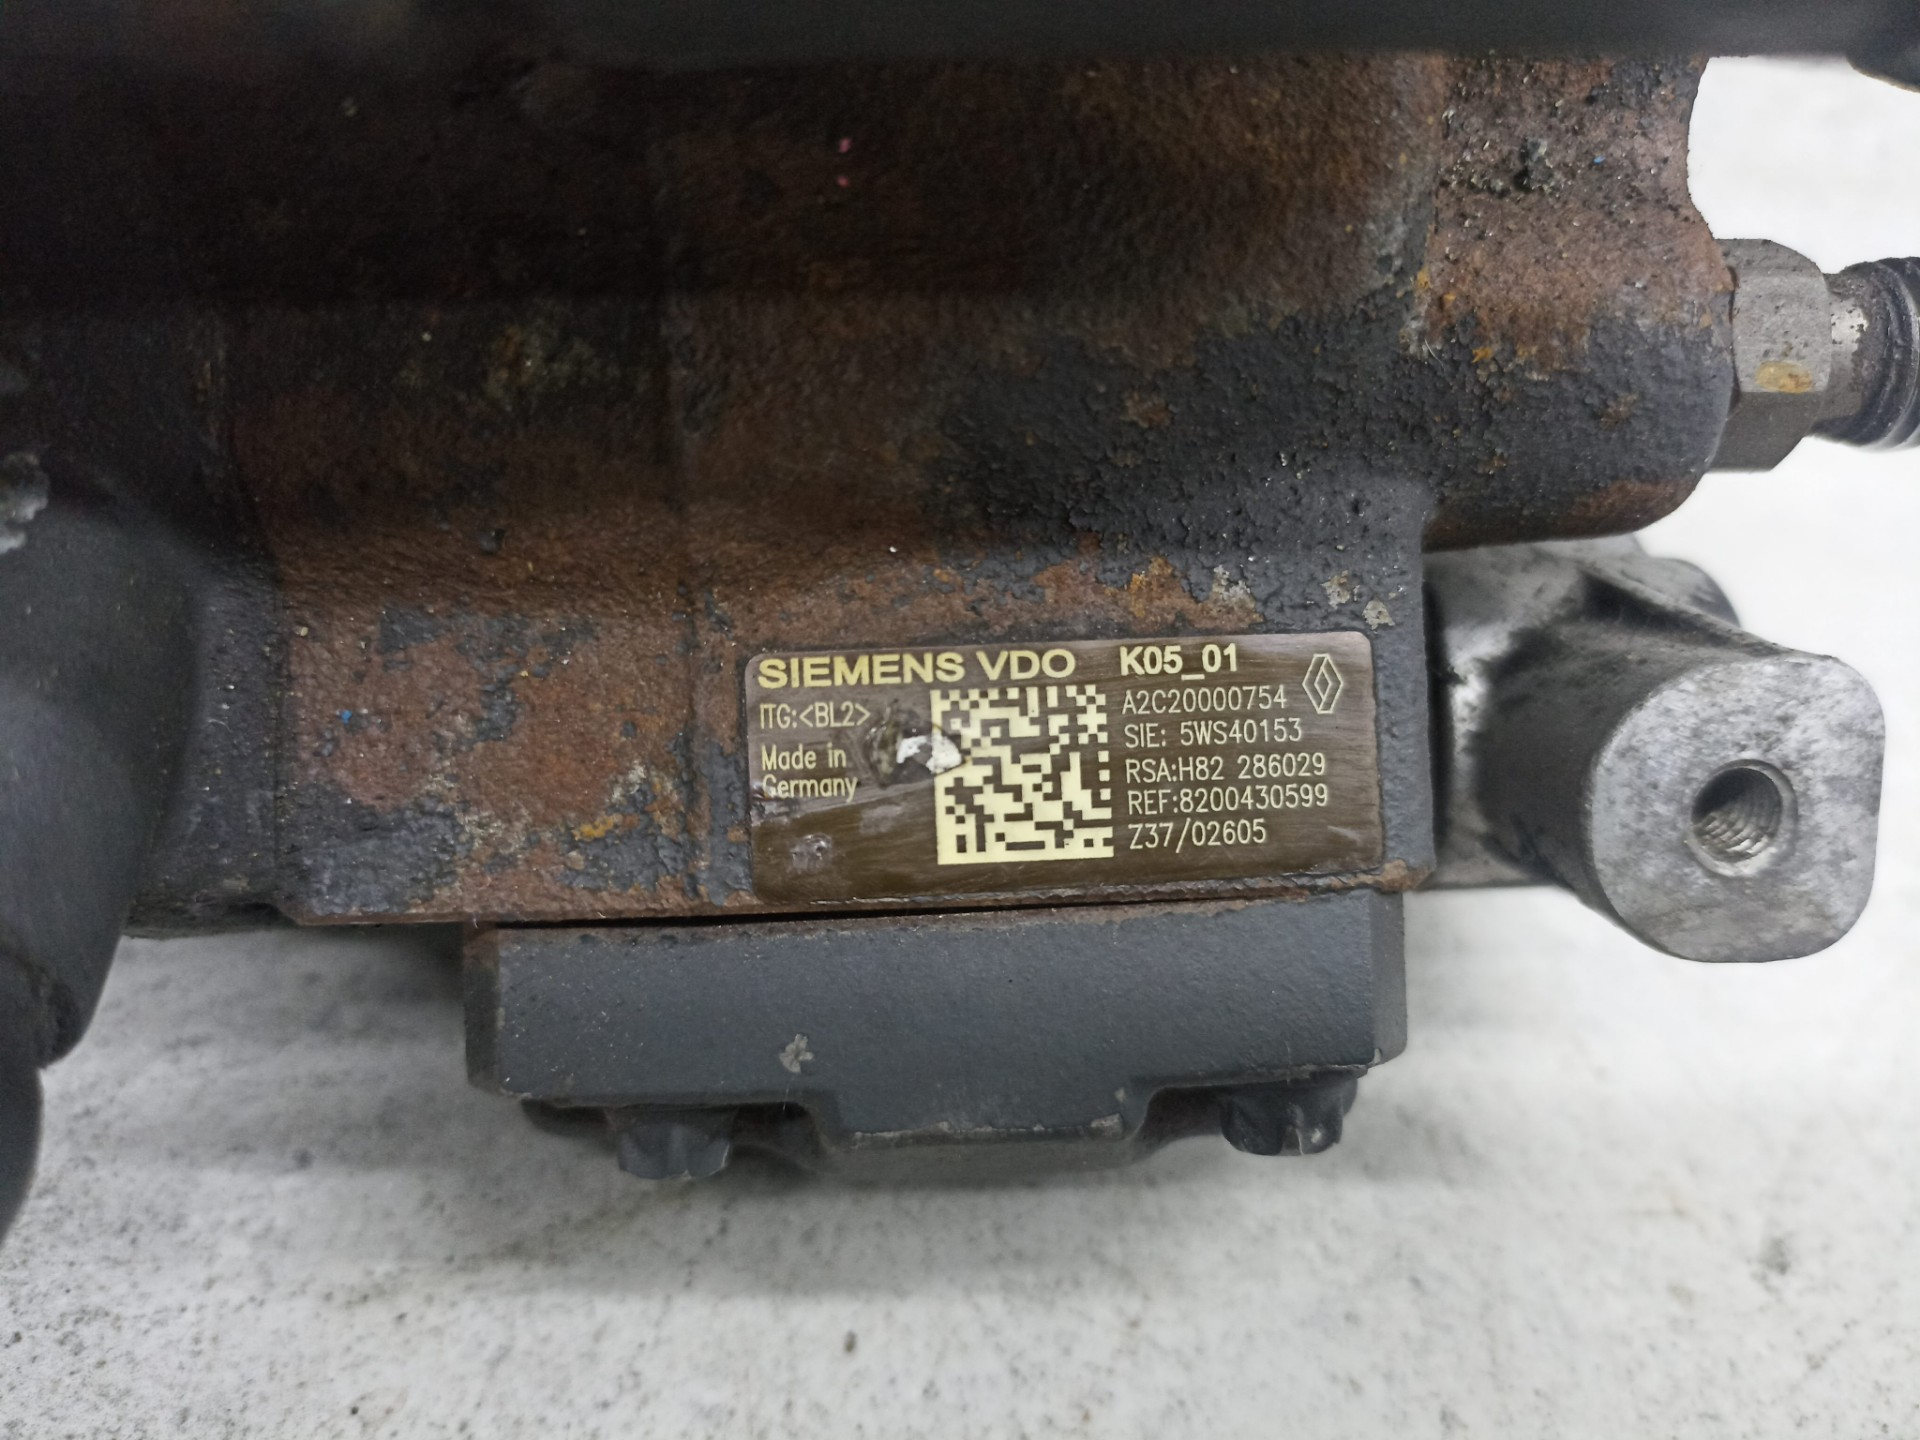 SIEMENS VDO K05_01
ITG:<BL2> A2C20000754
Made in SIE: 5WS40153
Germany RSA:H82 286029
REF:8200430599
Z37/02605